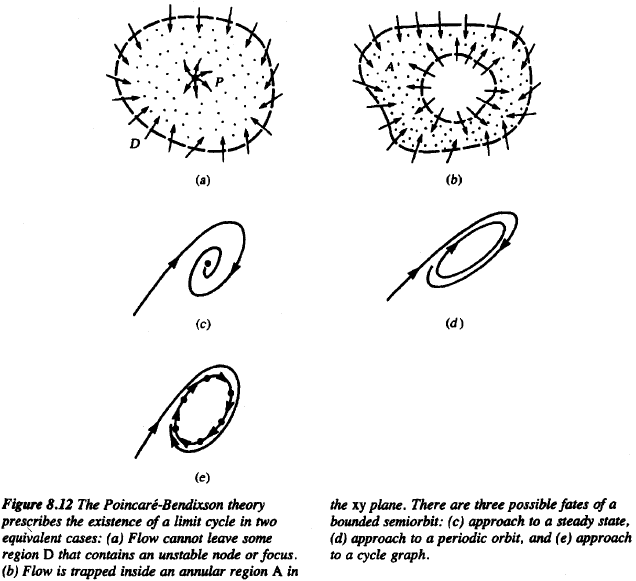 P
D
(a)
A
(b)
(c)
(d)
(e)
Figure 8.12 The Poincaré-Bendixson theory
prescribes the existence of a limit cycle in two
equivalent cases: (a) Flow cannot leave some
region D that contains an unstable node or focus.
(b) Flow is trapped inside an annular region A in
the xy plane. There are three possible fates of a
bounded semiorbit: (c) approach to a steady state,
(d) approach to a periodic orbit, and (e) approach
to a cycle graph.